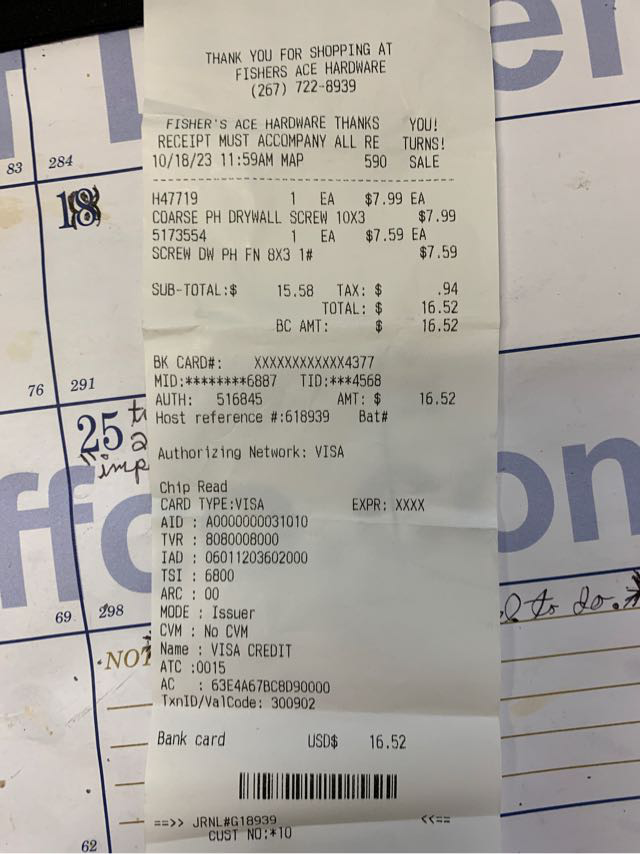 THANK YOU FOR SHOPPING AT
FISHERS ACE HARDWARE
(267) 722-8939
FISHER'S ACE HARDWARE THANKS YOU!
RECEIPT MUST ACCOMPANY ALL RE TURNS!
10/18/23 11:59AM MAP 590 SALE
H47719 1 EA $7.99 EA
COARSE PH DRYWALL SCREW 10X3 $7.99
5173554 1 EA $7.59 EA
SCREW DW PH FN 8X3 1# $7.59
SUB-TOTAL:$ 15.58 TAX: $ .94
TOTAL: $ 16.52
BC AMT: $ 16.52
BK CARD#: XXXXXXXXXXXX4377
MID:********6887 TID:***4568
AUTH: 516845 AMT: $ 16.52
Host reference #:618939 Bat#
Authorizing Network: VISA
Chip Read
CARD TYPE:VISA EXPR: XXXX
AID : A0000000031010
TVR : 8080008000
IAD : 06011203602000
TSI : 6800
ARC : 00
MODE : Issuer
CVM : No CVM
Name : VISA CREDIT
ATC :0015
AC : 63E4A67BC8D90000
TxnID/ValCode: 300902
Bank card USD$ 16.52
==>> JRNL#G18939 <<==
CUST NO:*10
83 284
18
76 291
25
69 298
to do.*
NOT
62